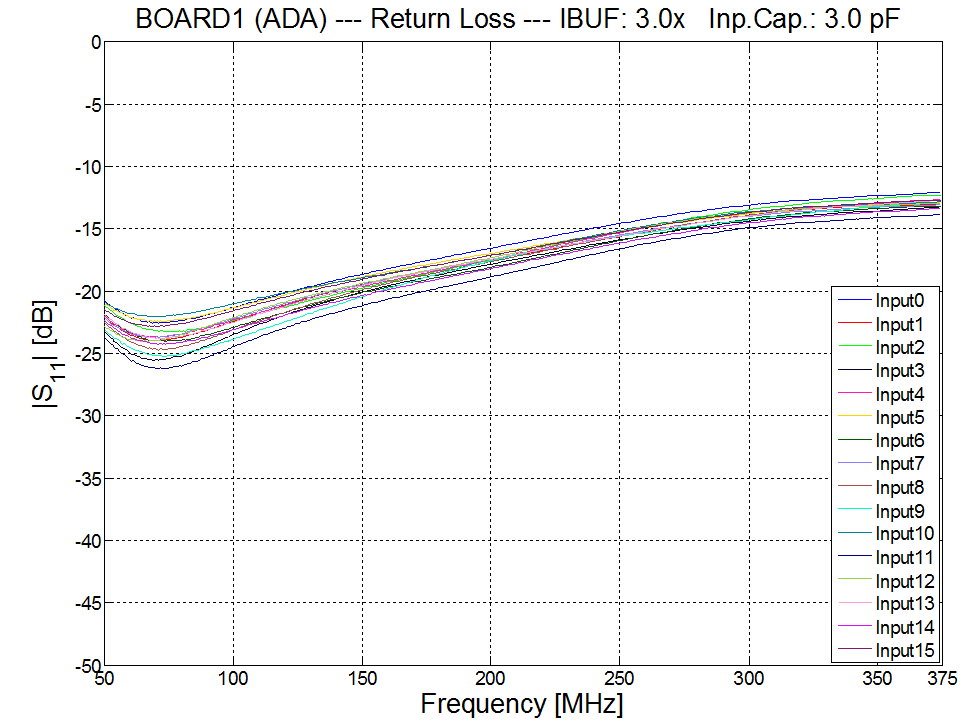 BOARD1 (ADA) --- Return Loss --- IBUF: 3.0x Inp.Cap.: 3.0 pF
0
-5
-10
-15
-20
-25
-30
-35
-40
-45
-50
|S11| [dB]
50
100
150
200
250
300
350
375
Frequency [MHz]
Input0
Input1
Input2
Input3
Input4
Input5
Input6
Input7
Input8
Input9
Input10
Input11
Input12
Input13
Input14
Input15